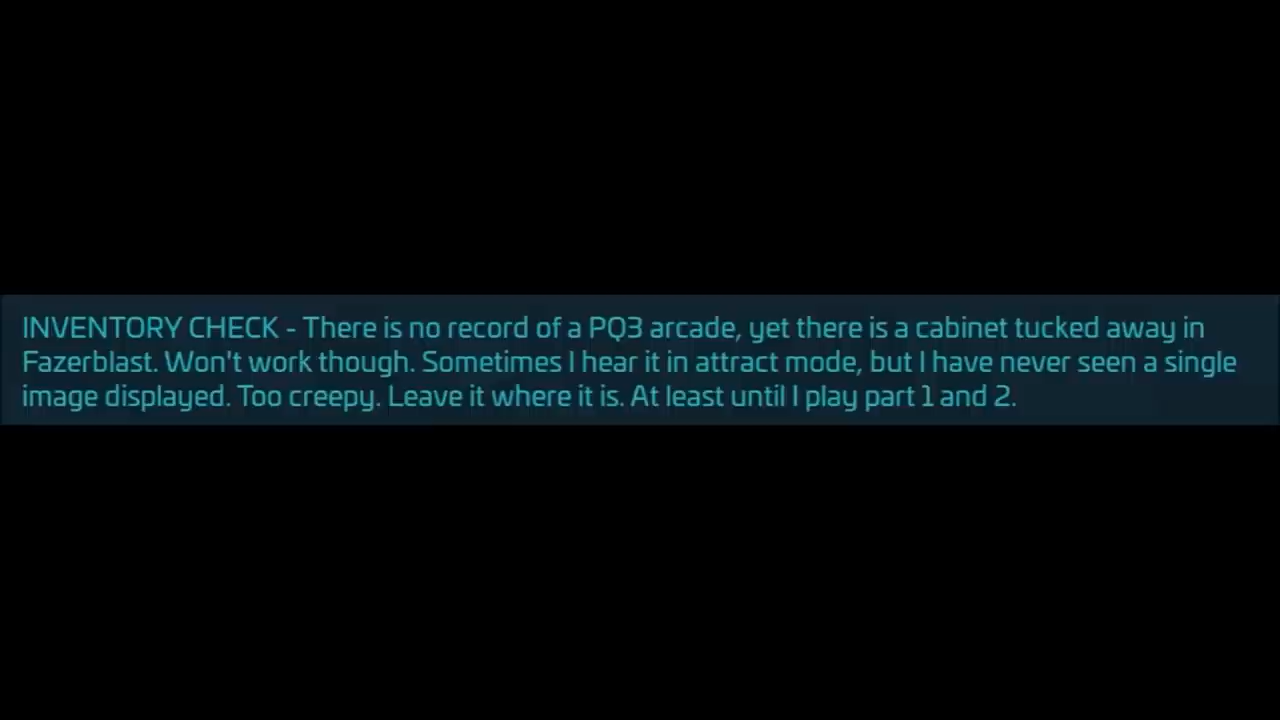 INVENTORY CHECK - There is no record of a PQ3 arcade, yet there is a cabinet tucked away in
Fazerblast. Won't work though. Sometimes I hear it in attract mode, but I have never seen a single
image displayed. Too creepy. Leave it where it is. At least until I play part 1 and 2.